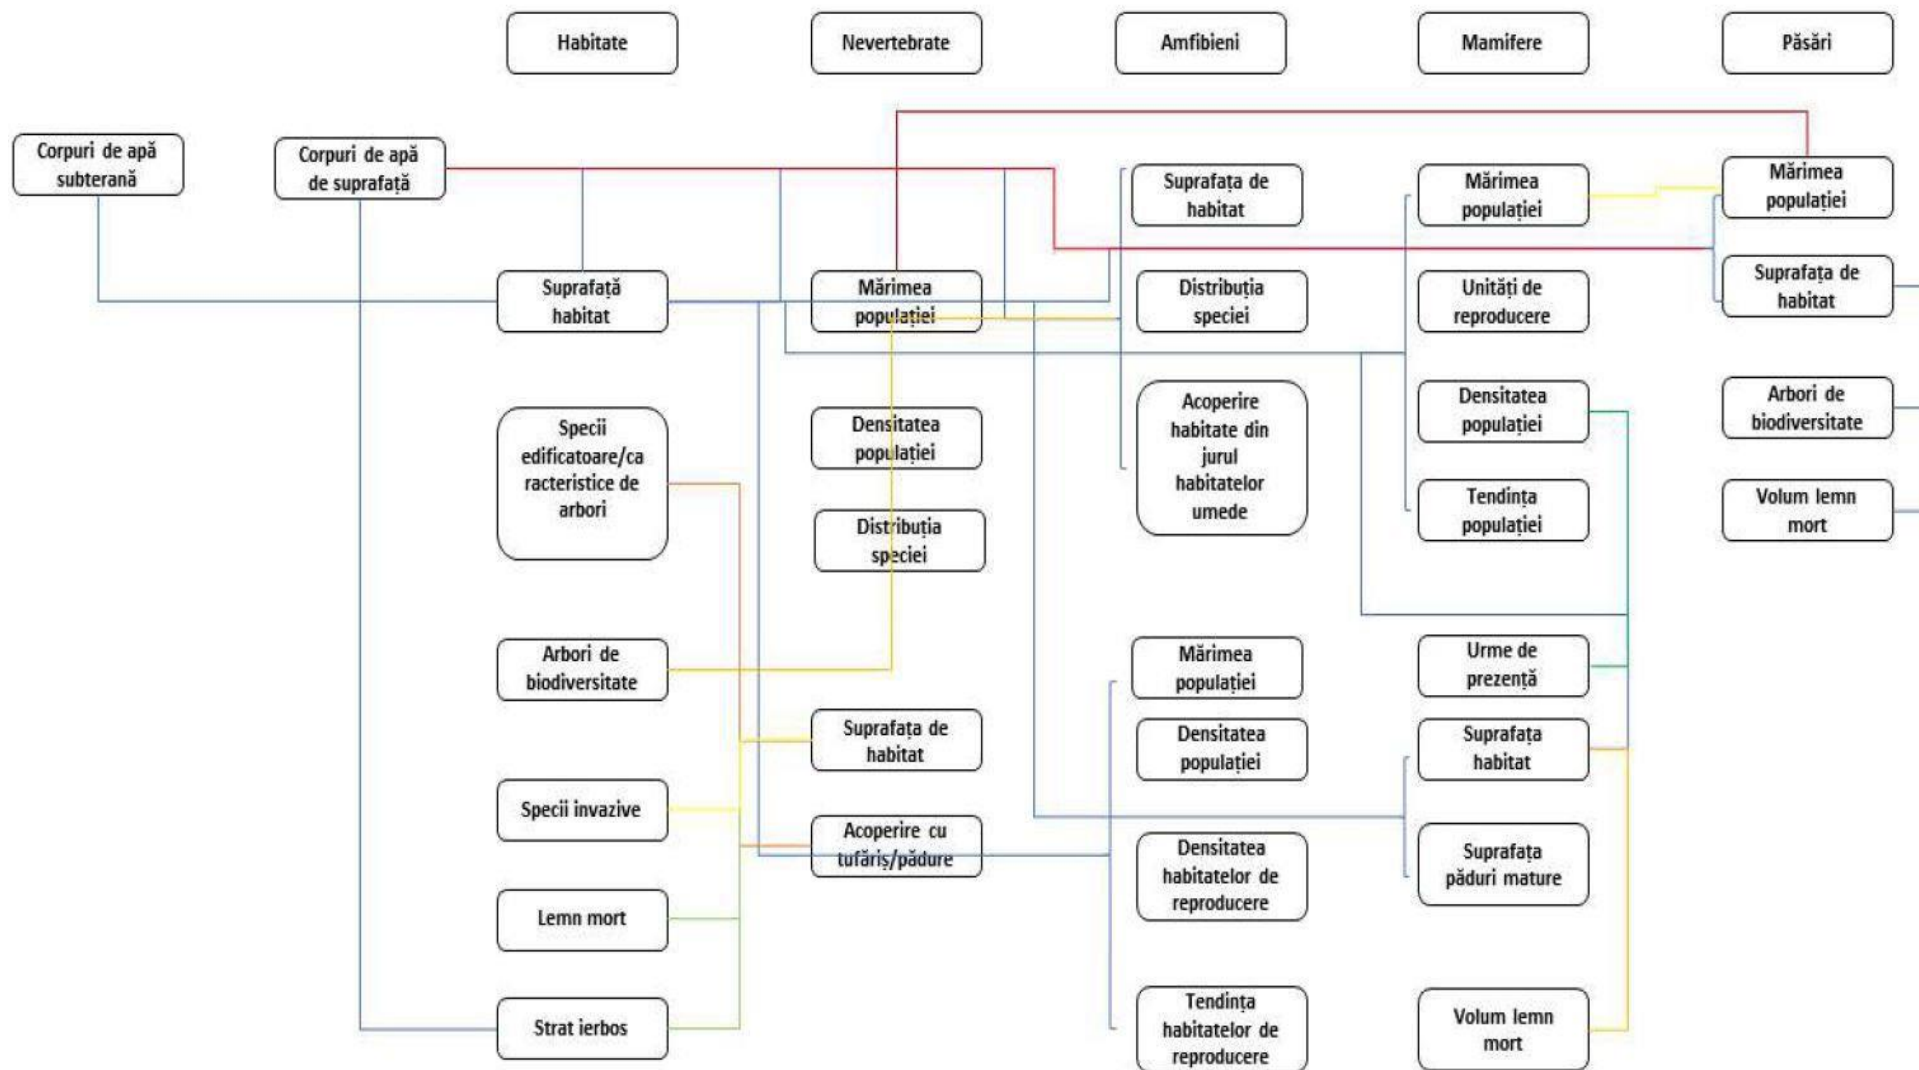 Habitate
Nevertebrate
Amfibieni
Mamifere
Păsări
Corpuri de apă
subterană
Corpuri de apă
de suprafață
Suprafață
habitat
Specii
edificatoare/ca
racteristice de
arbori
Arbori de
biodiversitate
Specii invazive
Lemn mort
Strat ierbos
Mărimea
populației
Densitatea
populației
Distribuția
speciei
Suprafața de
habitat
Acoperire cu
tufăriș/pădure
Suprafața de
habitat
Distribuția
speciei
Acoperire
habitate din
jurul
habitatelor
umede
Mărimea
populației
Densitatea
populației
Densitatea
habitatelor de
reproducere
Tendința
habitatelor de
reproducere
Mărimea
populației
Unități de
reproducere
Densitatea
populației
Tendința
populației
Urme de
prezență
Suprafața
habitat
Suprafața
păduri mature
Volum lemn
mort
Mărimea
populației
Suprafața de
habitat
Arbori de
biodiversitate
Volum lemn
mort